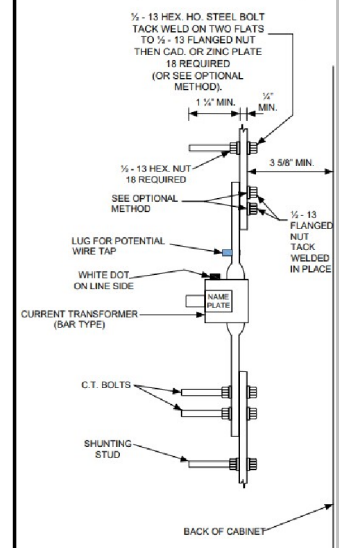 ½ - 13 HEX. HO. STEEL BOLT
TACK WELD ON TWO FLATS
TO ½ - 13 FLANGED NUT
THEN CAD. OR ZINC PLATE
18 REQUIRED
(OR SEE OPTIONAL
METHOD).
1 ¼" MIN.
¼"
MIN.
3 5/8" MIN.
½ - 13 HEX. NUT
18 REQUIRED
SEE OPTIONAL
METHOD
½ - 13
FLANGED
NUT
TACK
WELDED
IN PLACE
LUG FOR POTENTIAL
WIRE TAP
WHITE DOT
ON LINE SIDE
NAME
PLATE
CURRENT TRANSFORMER
(BAR TYPE)
C.T. BOLTS
SHUNTING
STUD
BACK OF CABINET